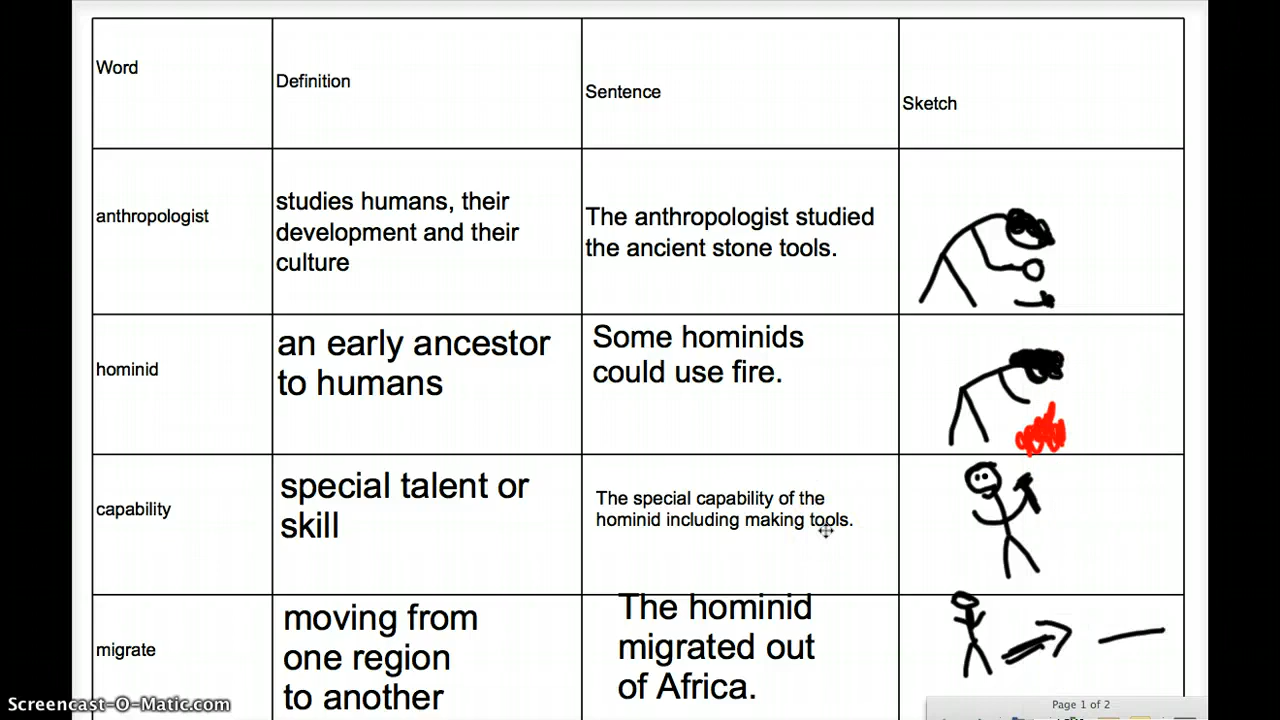 Word
Definition
Sentence
Sketch
anthropologist
studies humans, their
development and their
culture
The anthropologist studied
the ancient stone tools.
hominid
an early ancestor
to humans
Some hominids
could use fire.
capability
special talent or
skill
The special capability of the
hominid including making tools.
migrate
moving from
one region
to another
The hominid
migrated out
of Africa.
Page 1 of 2
Screencast-O-Matic.com